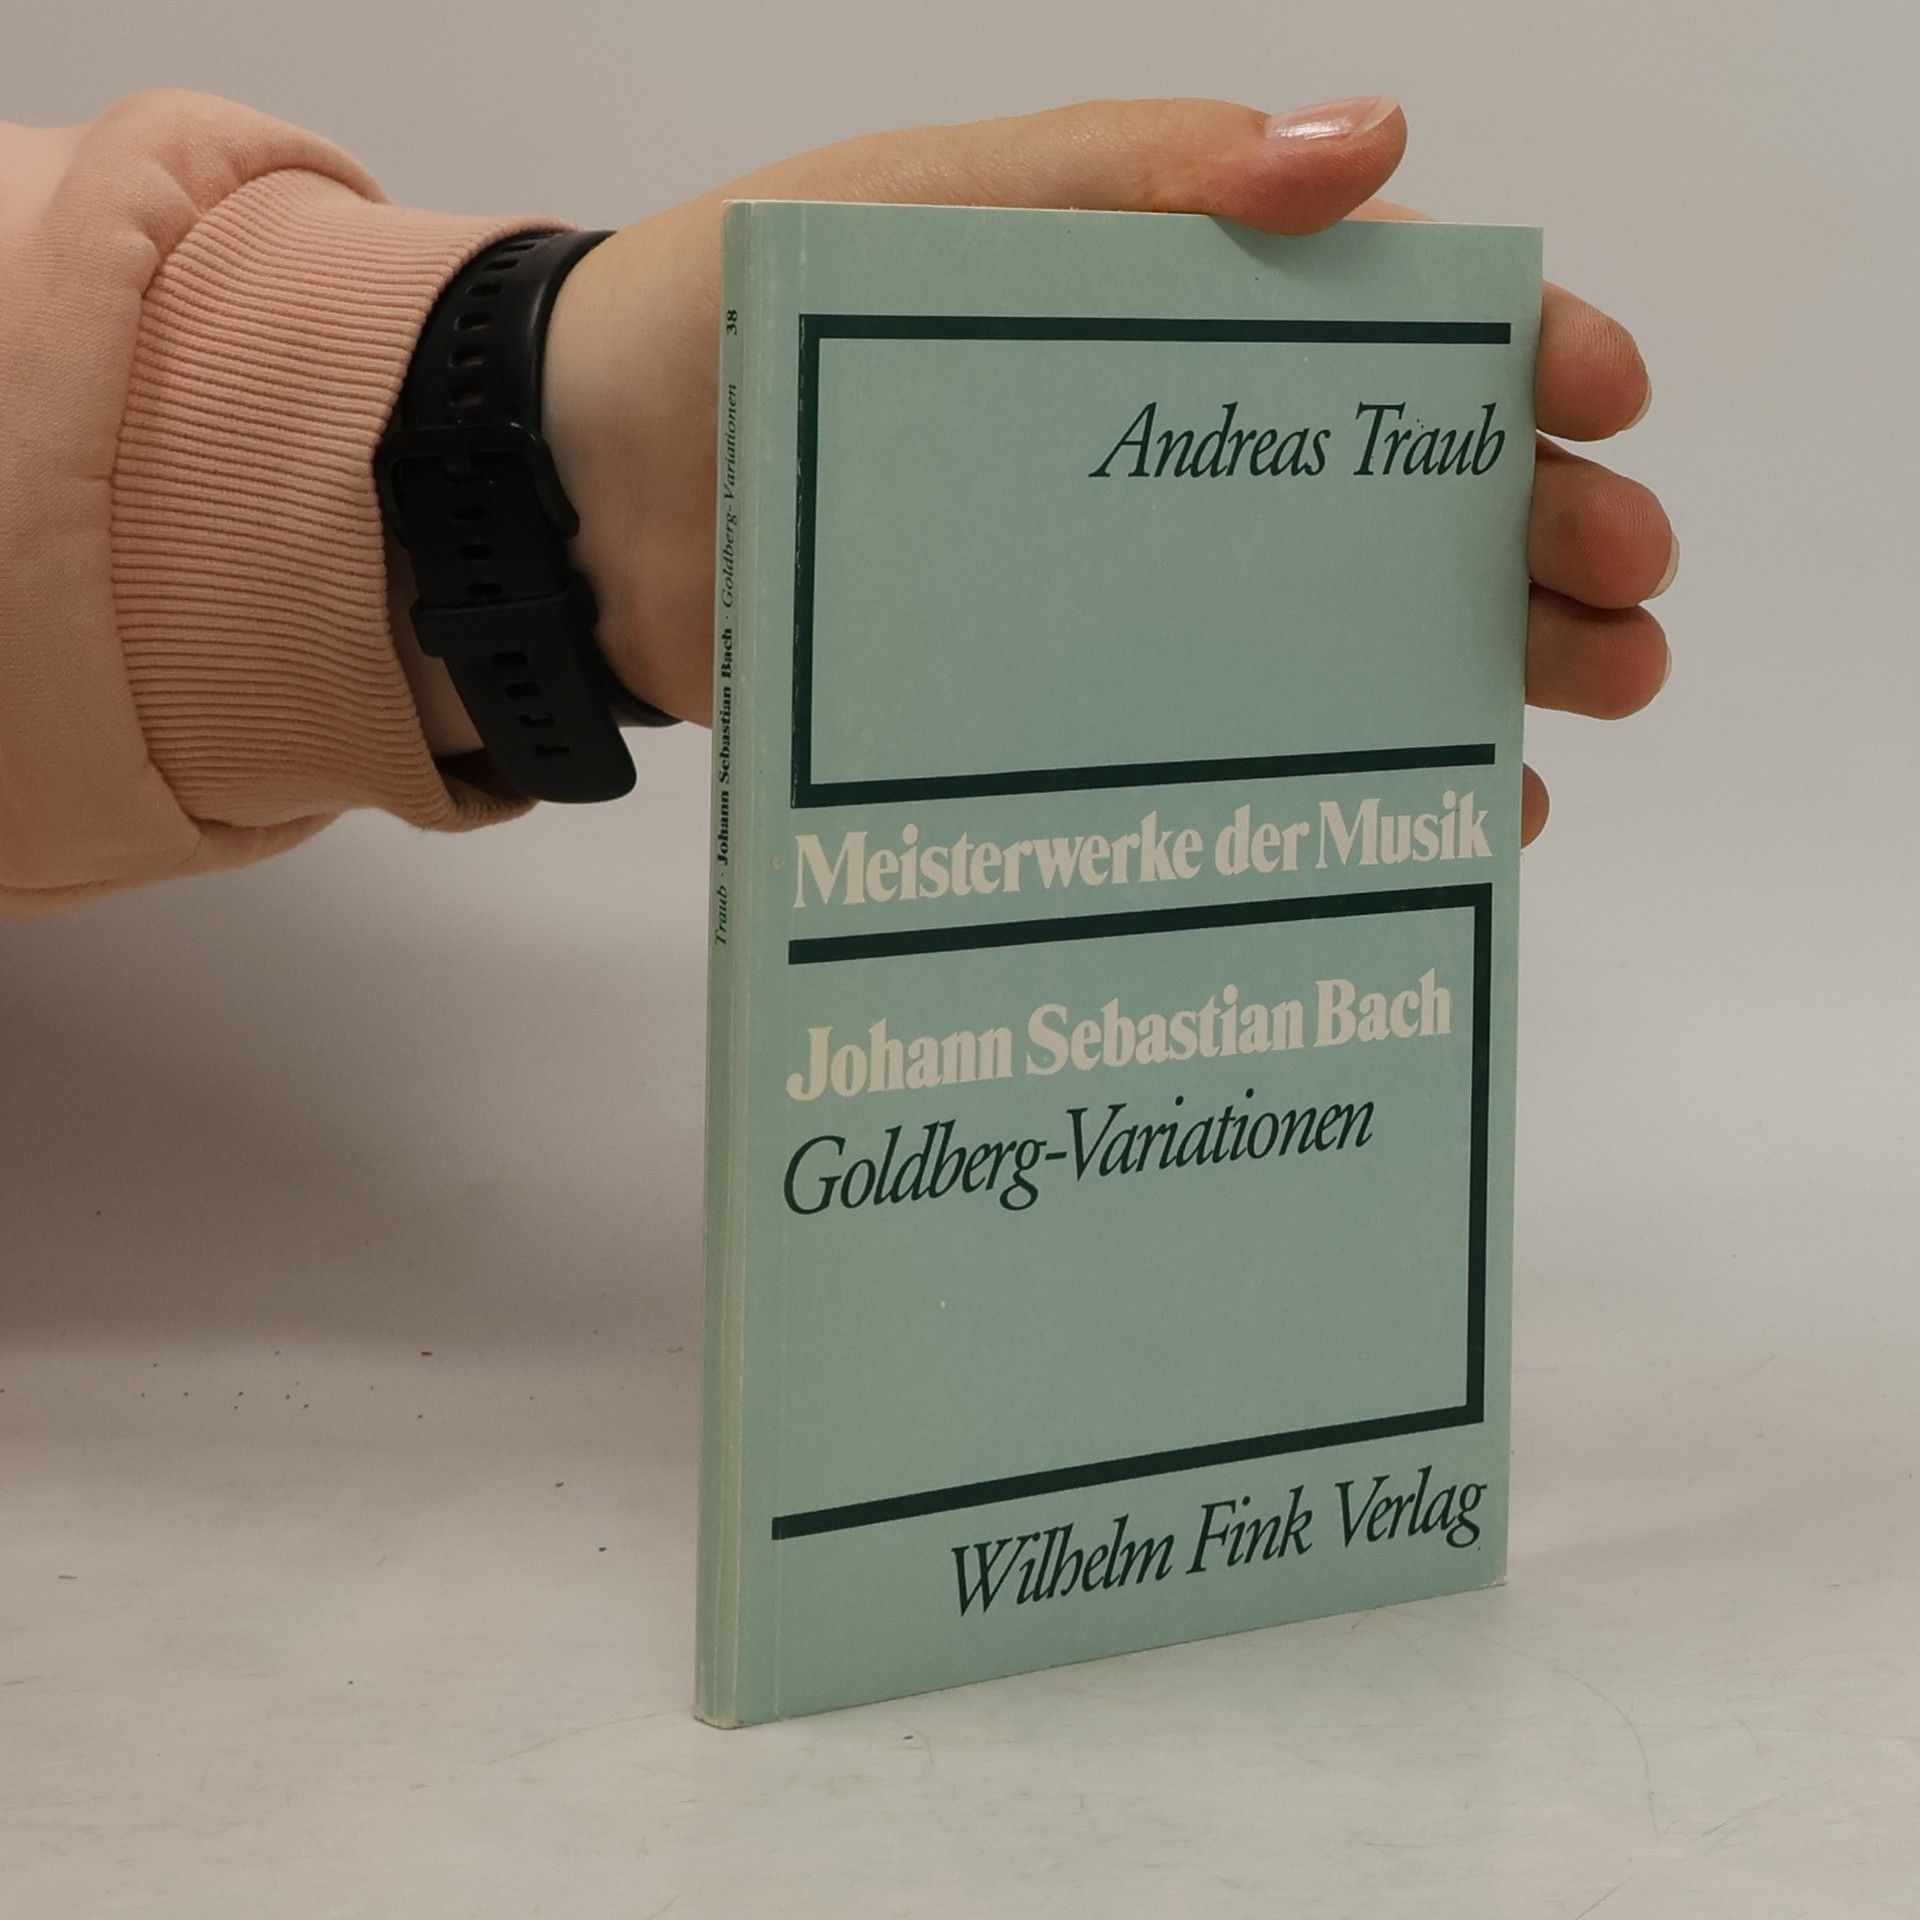 Andreas Traub
Meisterwerke der Musik
Johann Sebastian Bach
Goldberg-Variationen
Wilhelm Fink Verlag
Traub · Johann Sebastian Bach · Goldberg-Variationen 38